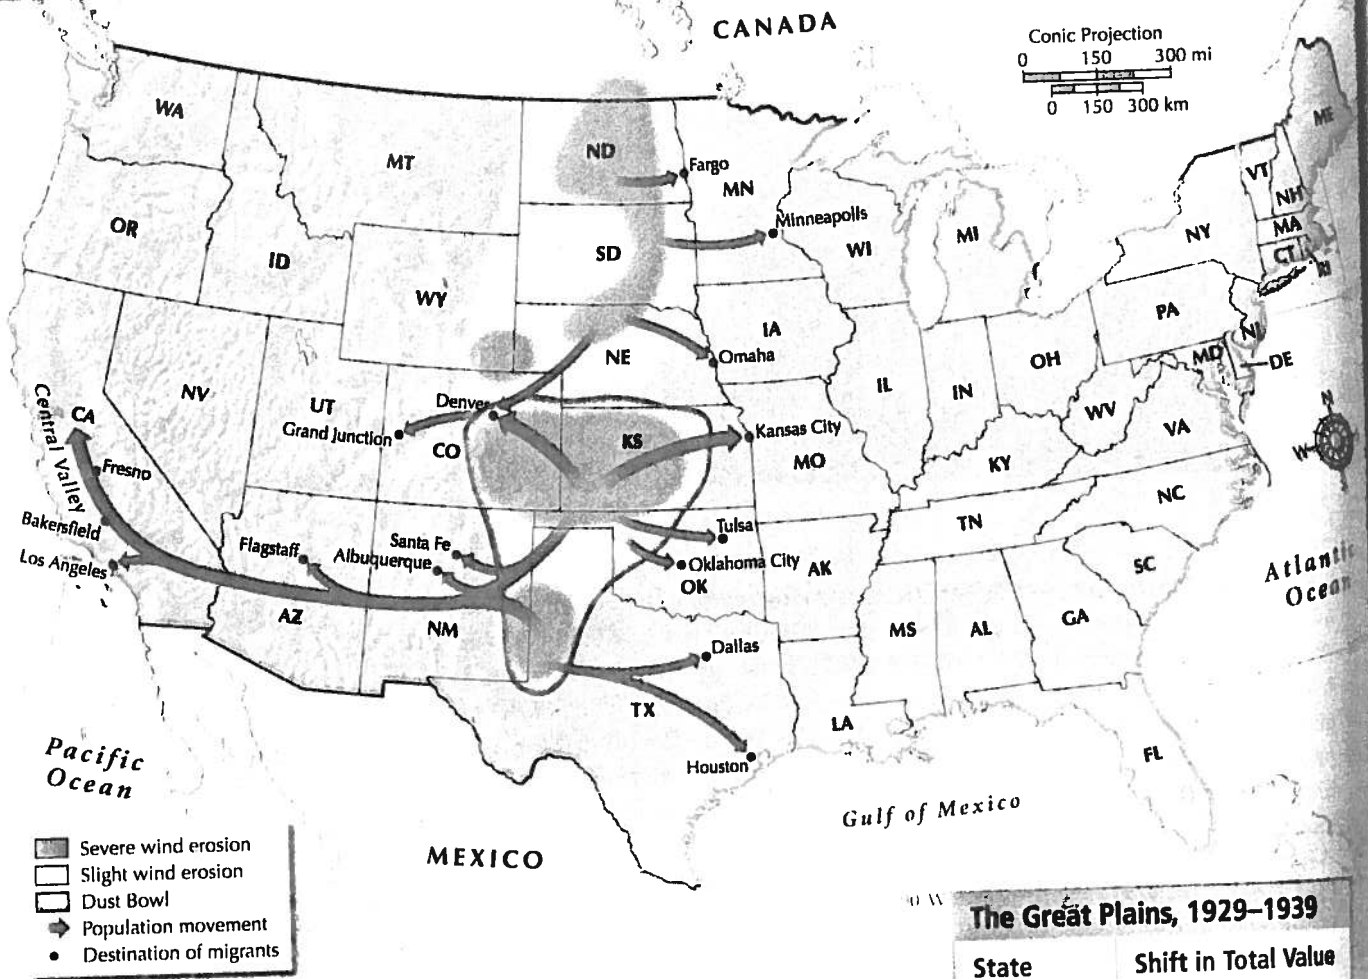 CANADA
Conic Projection
0 150 300 mi
0 150 300 km
WA
MT
ND
Fargo
MN
Minneapolis
OR
ID
SD
WI
MI
ME
VT
NH
NY
MA
CT
RI
WY
NE
IA
Omaha
PA
NJ
MD
DE
OH
IN
IL
WV
VA
NV
UT
Denver
Grand Junction
CO
KS
Kansas City
MO
KY
N
W
CA
Central Valley
Fresno
Bakersfield
Los Angeles
Flagstaff
Santa Fe
Albuquerque
Tulsa
Oklahoma City
OK
AK
TN
NC
SC
Atlantic
Ocean
AZ
NM
MS
AL
GA
Dallas
TX
Houston
LA
FL
Pacific
Ocean
Gulf of Mexico
MEXICO
Severe wind erosion
Slight wind erosion
Dust Bowl
Population movement
Destination of migrants
The Great Plains, 1929–1939
State Shift in Total Value